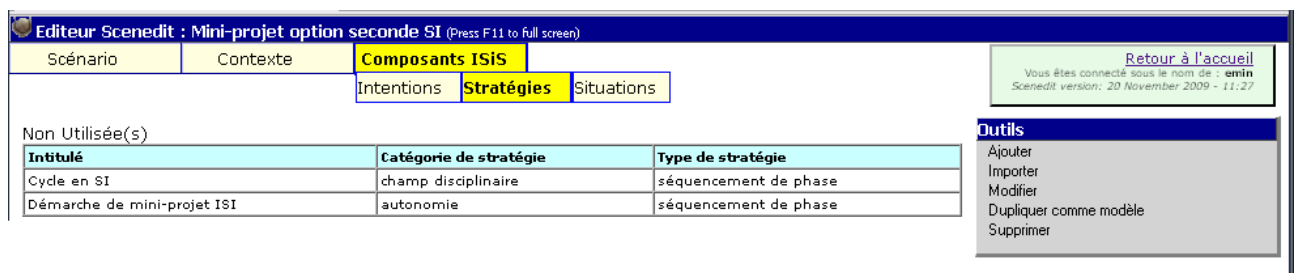 Editeur Scenedit : Mini-projet option seconde SI (Press F11 to full screen)
Scénario Contexte Composants ISiS
Intentions Stratégies Situations
Retour à l'accueil
Vous êtes connecté sous le nom de : emin
Scenedit version: 20 November 2009 - 11:27
Non Utilisée(s)
Intitulé Catégorie de stratégie Type de stratégie
Cycle en SI champ disciplinaire séquencement de phase
Démarche de mini-projet ISI autonomie séquencement de phase
Outils
Ajouter
Importer
Modifier
Dupliquer comme modèle
Supprimer